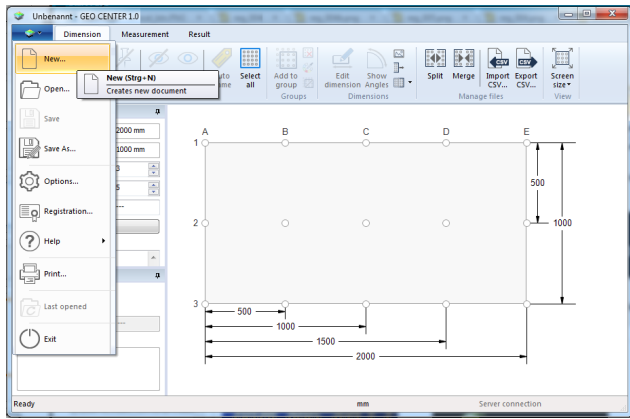 Unbenannt - GEO CENTER 1.0
Dimension Measurement Result
New...
Open...
Save
Save As...
Options...
Registration...
Help
Print...
Last opened
Exit
New (Strg+N)
Creates new document
Select
all
Add to
group
Groups
Edit
dimension
Show
Angles
Dimensions
Split
Merge
Import
CSV...
Export
CSV...
Manage files
Screen
size
View
2000 mm
1000 mm
3
5
A B C D E
1
2
3
500
1000
500
1000
1500
2000
Ready mm Server connection